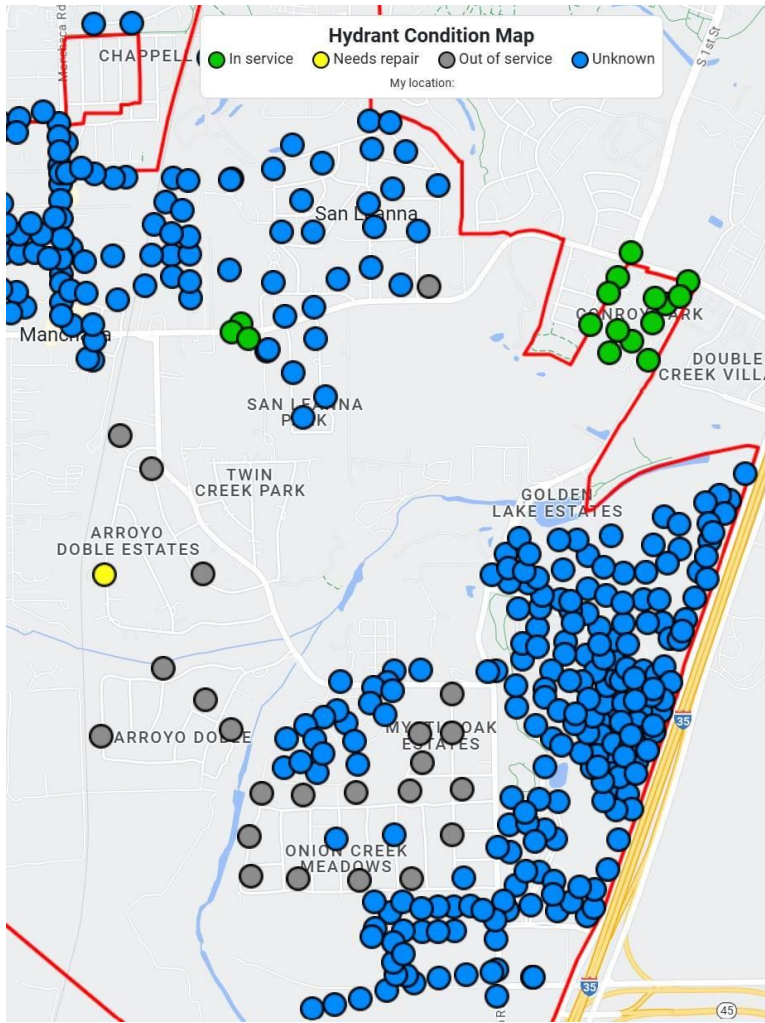 Hydrant Condition Map
In service
Needs repair
Out of service
Unknown
My location:
Rd
CHAPPELL
S 1st St
San Leanna
CONROY PARK
DOUBLE
CREEK VILLA
SAN LEANNA
PARK
TWIN
CREEK PARK
GOLDEN
LAKE ESTATES
ARROYO
DOBLE ESTATES
ARROYO DOBLE
OAK
ESTATES
35
ONION CREEK
MEADOWS
35
45